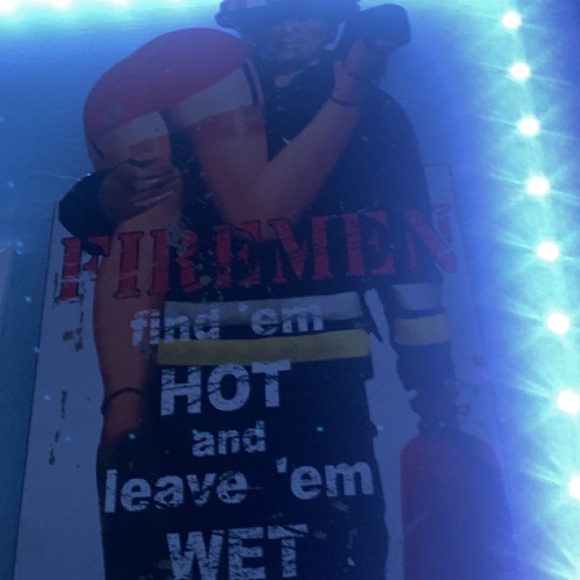 FIREMEN
find 'em
HOT
and
leave 'em
WET